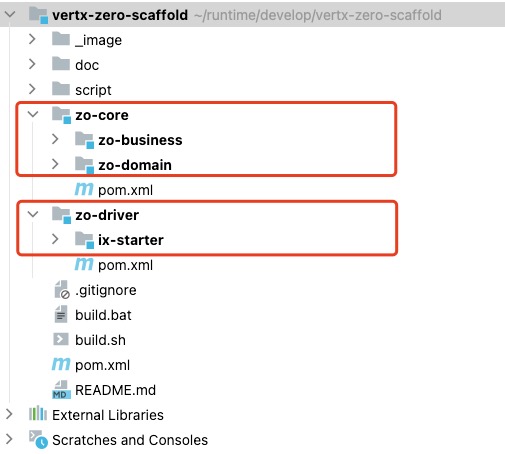 vertx-zero-scaffold ~/runtime/develop/vertx-zero-scaffold
_image
doc
script
zo-core
zo-business
zo-domain
m pom.xml
zo-driver
ix-starter
m pom.xml
.gitignore
build.bat
build.sh
m pom.xml
MD README.md
External Libraries
Scratches and Consoles